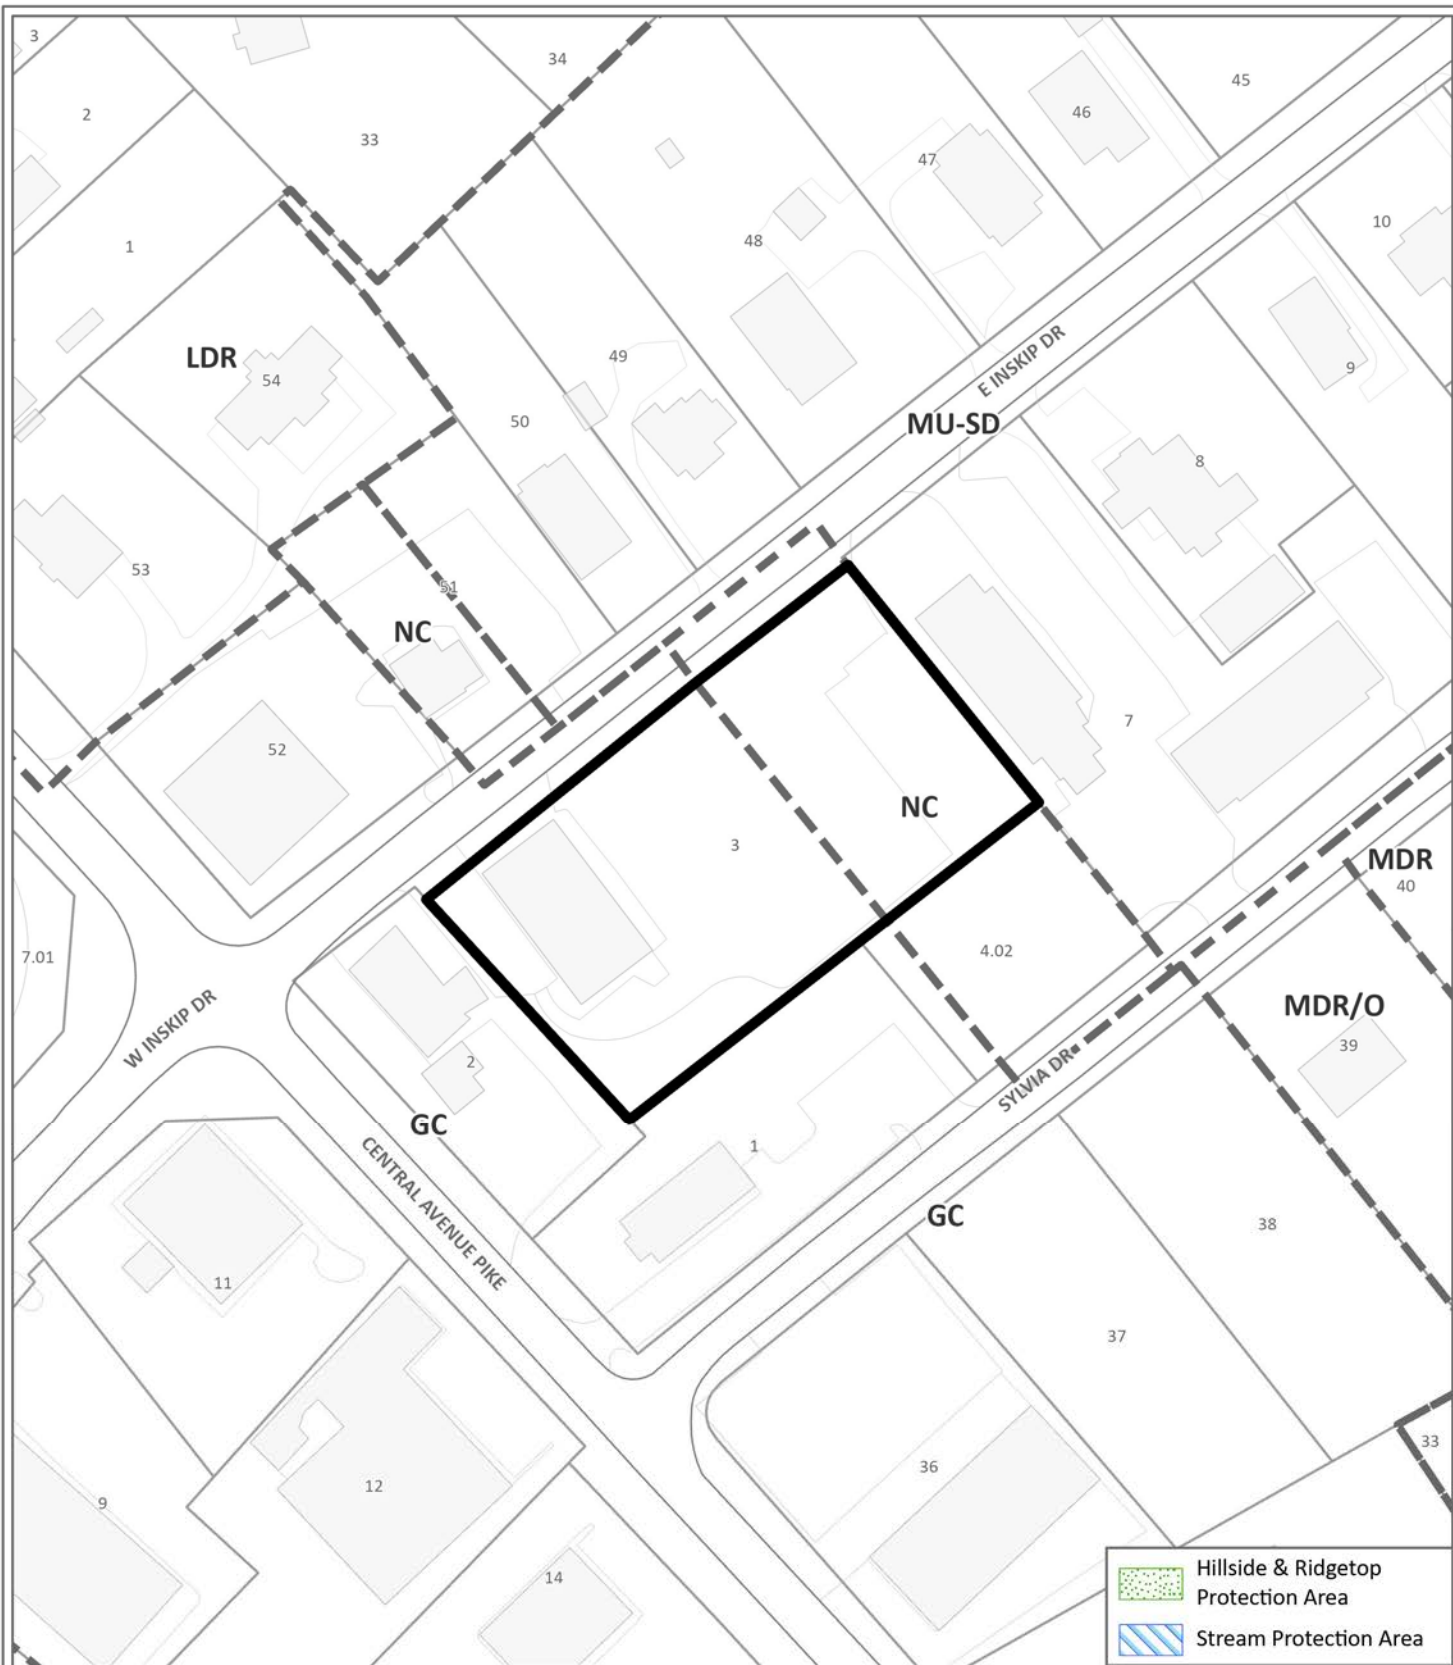 3
34
45
2
33
46
47
1
48
10
E INSKIP DR
LDR
54
49
9
50
MU-SD
8
53
51
NC
52
7
NC
3
MDR
40
4.02
7.01
W INSKIP DR
MDR/O
39
2
SYLVIA DR
GC
1
CENTRAL AVENUE PIKE
GC
38
11
37
33
36
12
9
14
Hillside & Ridgetop
Protection Area
Stream Protection Area